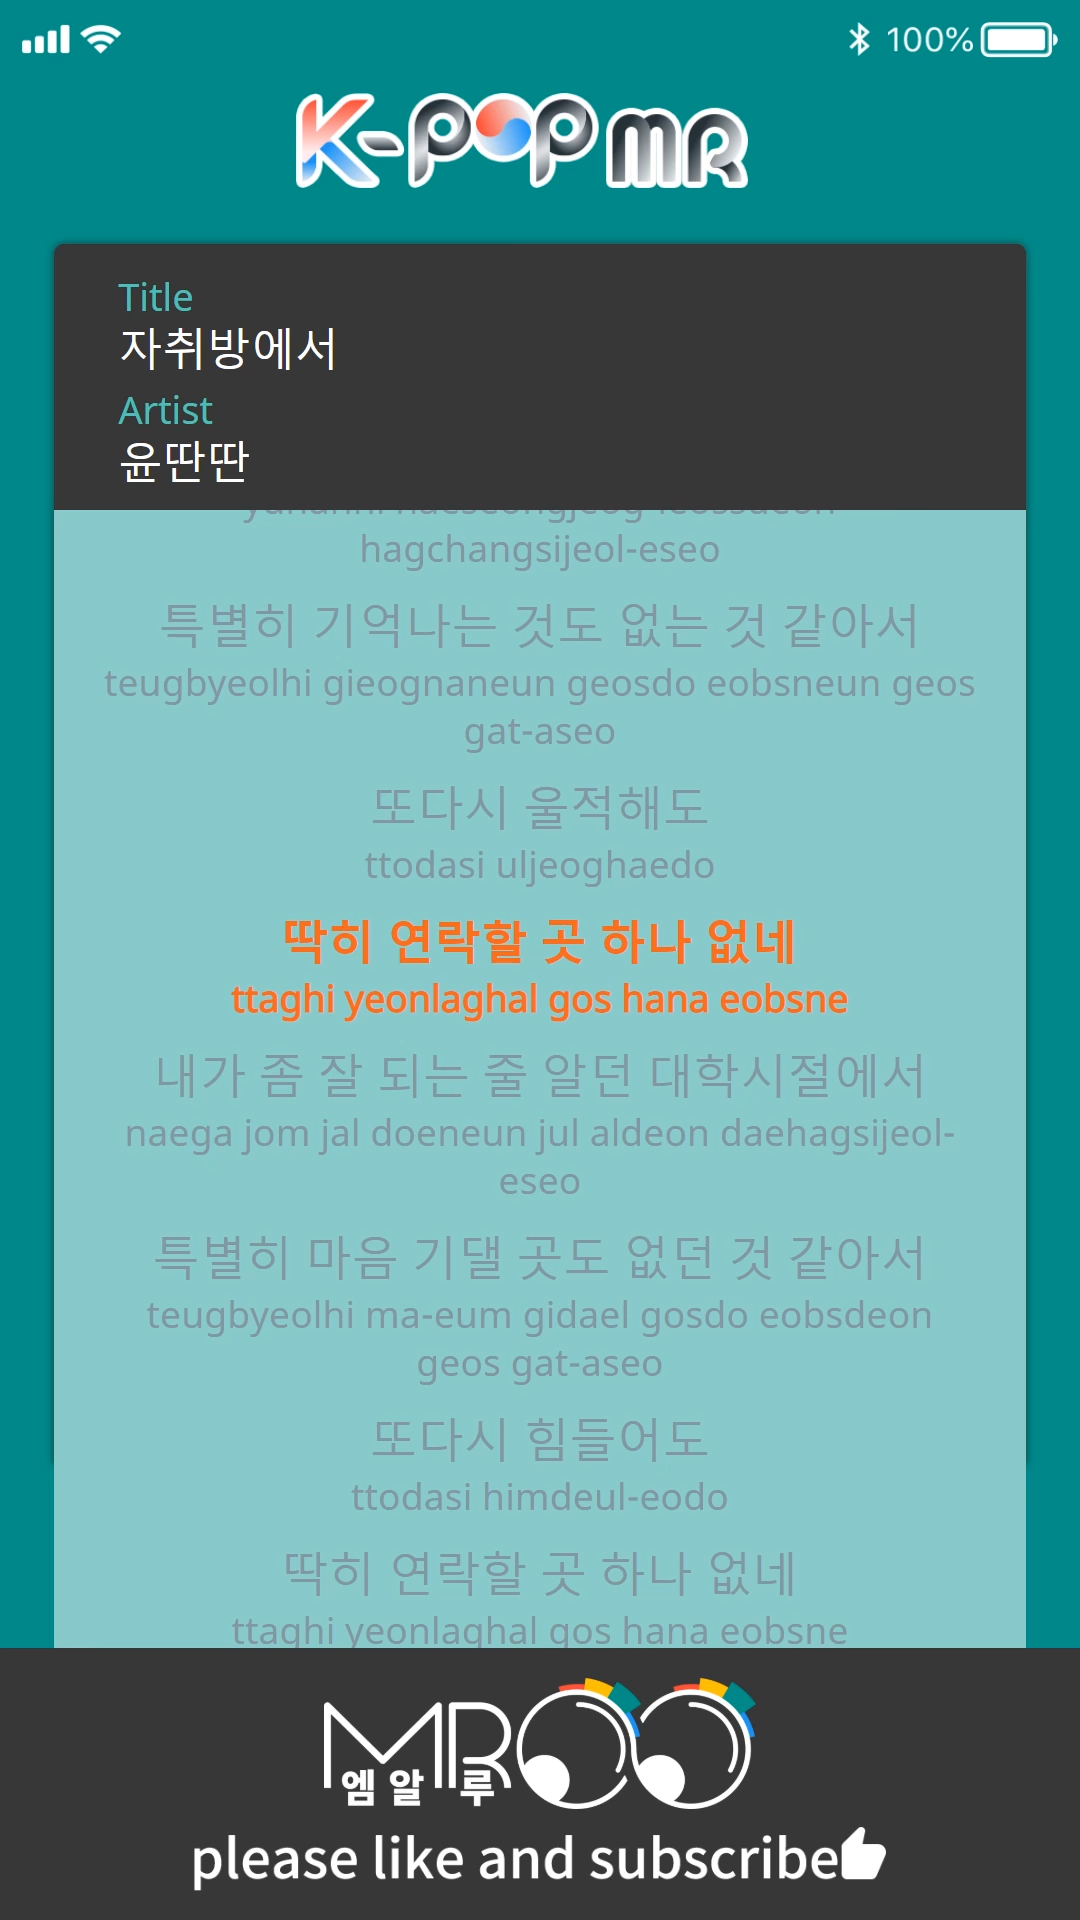 100%
K-POP MR
Title
자취방에서
Artist
윤딴딴
hagchangsijeol-eseo
특별히 기억나는 것도 없는 것 같아서
teugbyeolhi gieognaneun geosdo eobsneun geos
gat-aseo
또다시 울적해도
ttodasi uljeoghaedo
딱히 연락할 곳 하나 없네
ttaghi yeonlaghal gos hana eobsne
내가 좀 잘 되는 줄 알던 대학시절에서
naega jom jal doeneun jul aldeon daehagsijeol-
eseo
특별히 마음 기댈 곳도 없던 것 같아서
teugbyeolhi ma-eum gidael gosdo eobsdeon
geos gat-aseo
또다시 힘들어도
ttodasi himdeul-eodo
딱히 연락할 곳 하나 없네
ttaghi yeonlaghal gos hana eobsne
MROO
엠알루
please like and subscribe